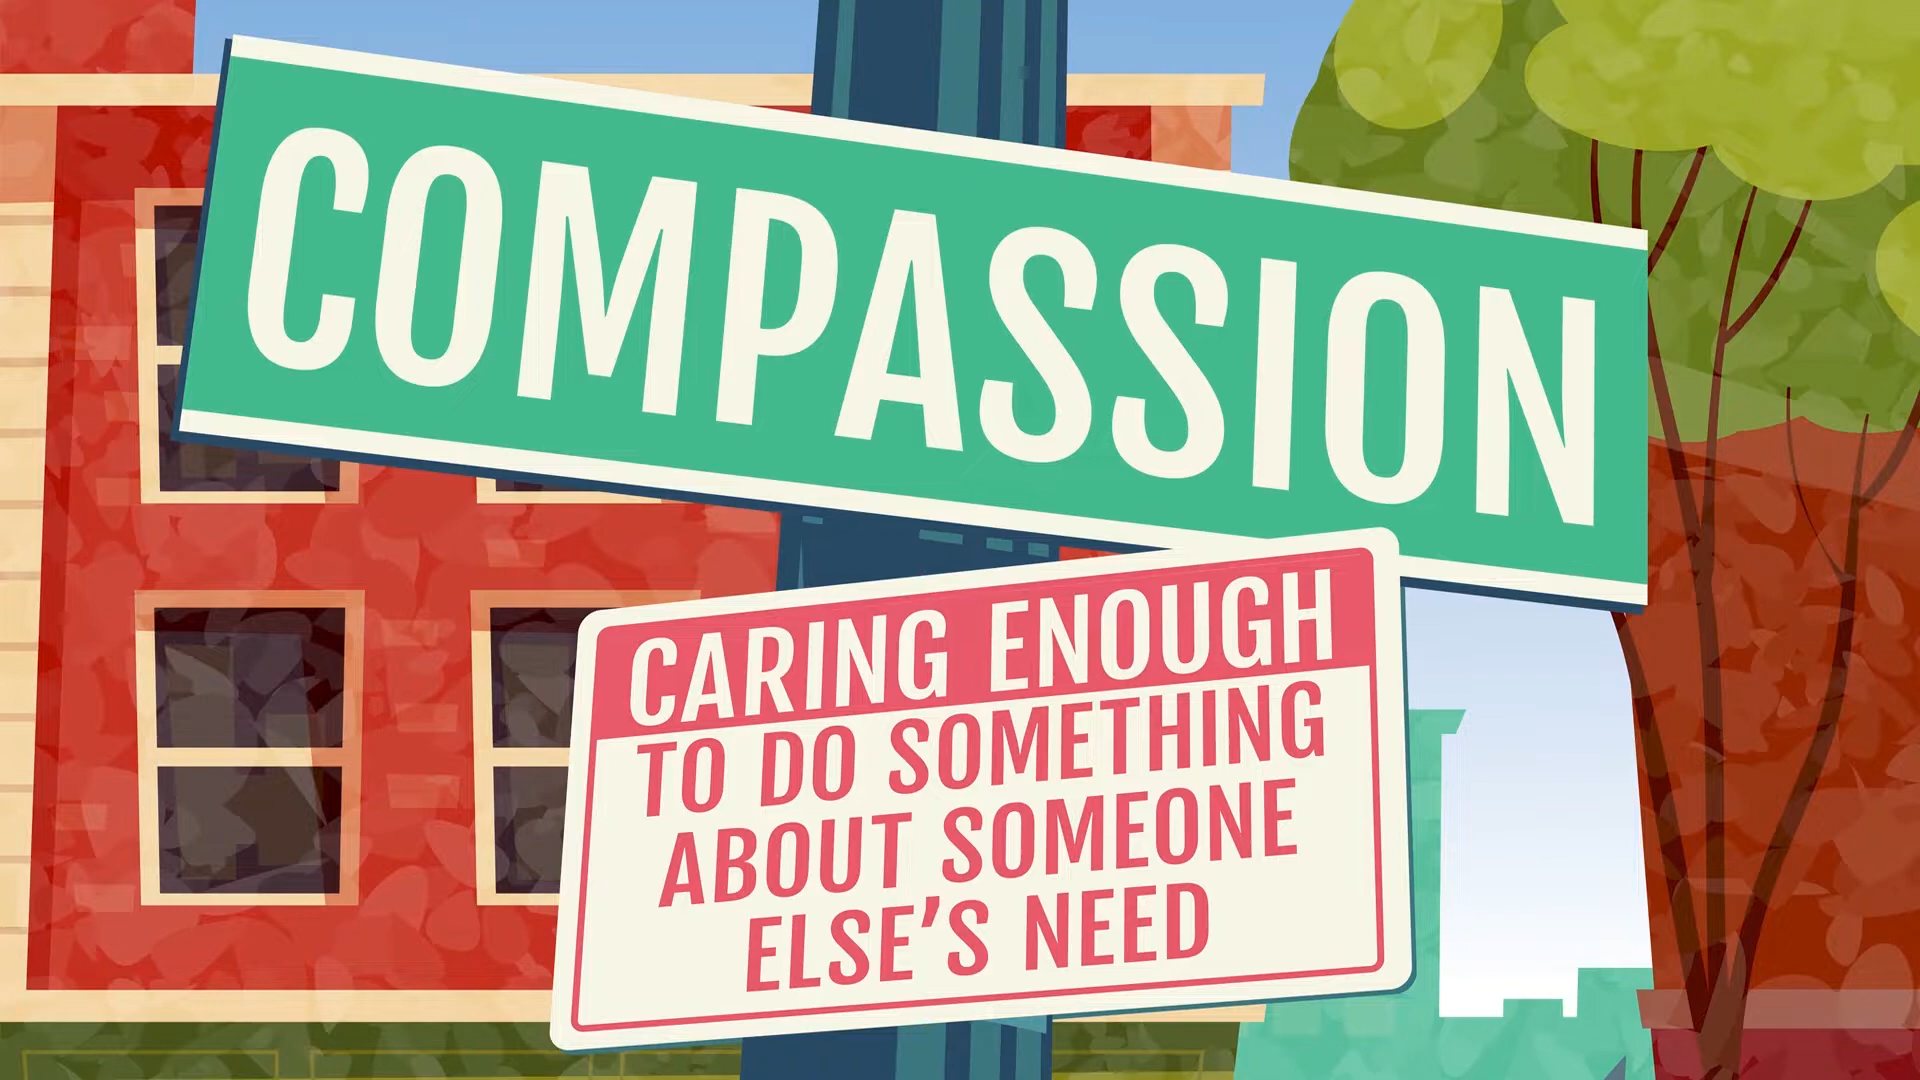 COMPASSION
CARING ENOUGH
TO DO SOMETHING
ABOUT SOMEONE
ELSE’S NEED